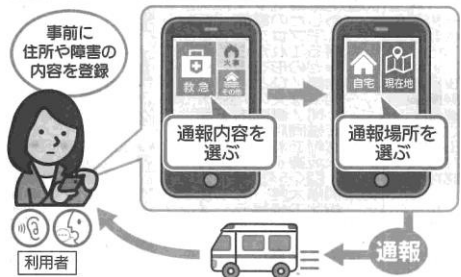 事前に
住所や障害の
内容を登録
救急
火事
その他
通報内容を
選ぶ
自宅
現在地
通報場所を
選ぶ
通報
利用者